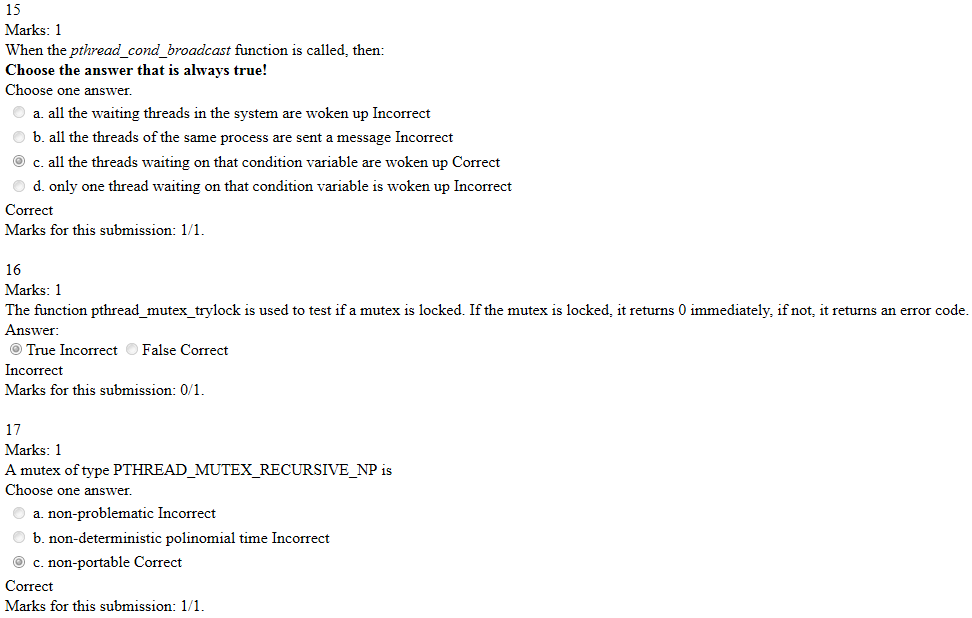 15
Marks: 1
When the pthread_cond_broadcast function is called, then:
Choose the answer that is always true!
Choose one answer.
a. all the waiting threads in the system are woken up Incorrect
b. all the threads of the same process are sent a message Incorrect
c. all the threads waiting on that condition variable are woken up Correct
d. only one thread waiting on that condition variable is woken up Incorrect
Correct
Marks for this submission: 1/1.
16
Marks: 1
The function pthread_mutex_trylock is used to test if a mutex is locked. If the mutex is locked, it returns 0 immediately, if not, it returns an error code.
Answer:
True Incorrect False Correct
Incorrect
Marks for this submission: 0/1.
17
Marks: 1
A mutex of type PTHREAD_MUTEX_RECURSIVE_NP is
Choose one answer.
a. non-problematic Incorrect
b. non-deterministic polinomial time Incorrect
c. non-portable Correct
Correct
Marks for this submission: 1/1.